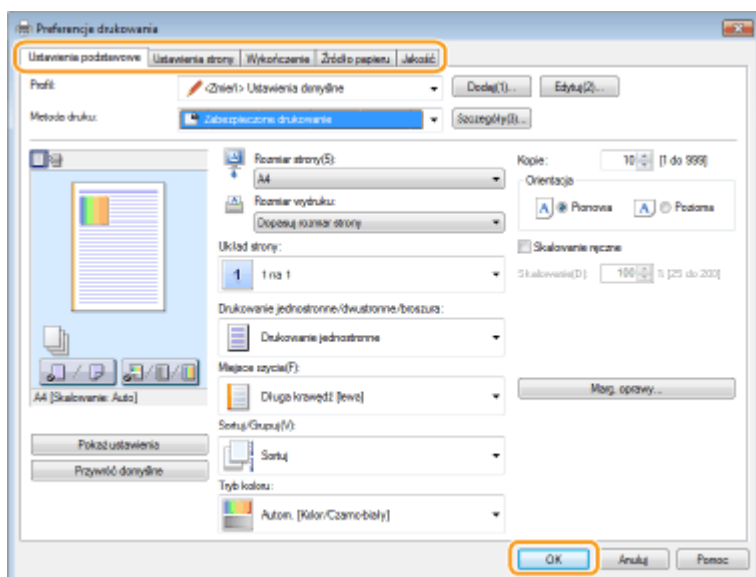 Preferencje drukowania
Ustawienia podstawowe Ustawienia strony Wykończenie Źródło papieru Jakość
Profil: <Zmień> Ustawienia domyślne Dodaj(1)... Edytuj(2)...
Metoda druku: Zabezpieczone drukowanie Szczegóły(3)...
Rozmiar strony(5):
A4
Rozmiar wydruku:
Dopasuj rozmiar strony
Układ strony:
1 1 na 1
Drukowanie jednostronne/dwustronne/broszura:
Drukowanie jednostronne
Miejsce szycia(F):
Długa krawędź [lewa]
Sortuj/Grupuj(V):
Sortuj
Tryb koloru:
Autom. [Kolor/Czarno-biały]
Kopie: 10 [1 do 999]
Orientacja
A Pionowa A Pozioma
Skalowanie ręczne
Skalowanie(D): 100 % [25 do 200]
Marg. oprawy...
A4 [Skalowanie: Auto]
Pokaż ustawienia
Przywróć domyślne
OK Anuluj Pomoc